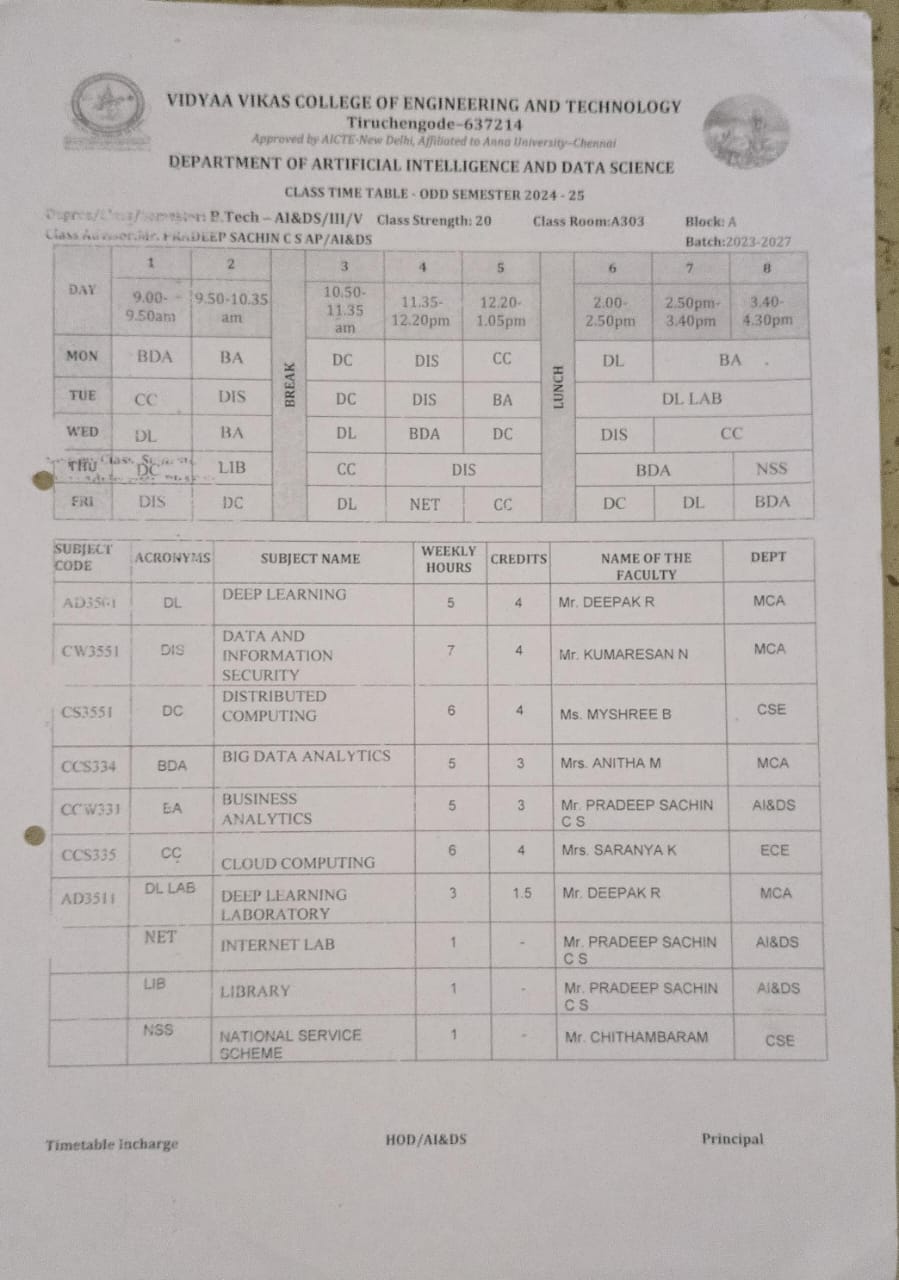 VIDYAA VIKAS COLLEGE OF ENGINEERING AND TECHNOLOGY
Tiruchengode-637214
Approved by AICTE-New Delhi, Affiliated to Anna University-Chennai
DEPARTMENT OF ARTIFICIAL INTELLIGENCE AND DATA SCIENCE
CLASS TIME TABLE - ODD SEMESTER 2024 - 25
B.Tech – AI&DS/III/V Class Strength: 20 Class Room:A303 Block: A
PRADEEP SACHIN C S AP/AI&DS Batch:2023-2027
DAY 1 2 BREAK 3 4 5 LUNCH 6 7 8
9.00-9.50am 9.50-10.35 am 10.50-11.35 am 11.35-12.20pm 12.20-1.05pm 2.00-2.50pm 2.50pm-3.40pm 3.40-4.30pm
MON BDA BA DC DIS CC DL BA
TUE CC DIS DC DIS BA DL LAB
WED DL BA DL BDA DC DIS CC
THU DC LIB CC DIS BDA NSS
FRI DIS DC DL NET CC DC DL BDA
SUBJECT CODE ACRONYMS SUBJECT NAME WEEKLY HOURS CREDITS NAME OF THE FACULTY DEPT
DL DEEP LEARNING 5 4 Mr. DEEPAK R MCA
CW3551 DIS DATA AND INFORMATION SECURITY 7 4 Mr. KUMARESAN N MCA
CS3551 DC DISTRIBUTED COMPUTING 6 4 Ms. MYSHREE B CSE
CCS334 BDA BIG DATA ANALYTICS 5 3 Mrs. ANITHA M MCA
CCW331 BA BUSINESS ANALYTICS 5 3 Mr. PRADEEP SACHIN C S AI&DS
CCS335 CC CLOUD COMPUTING 6 4 Mrs. SARANYA K ECE
AD3511 DL LAB DEEP LEARNING LABORATORY 3 1.5 Mr. DEEPAK R MCA
NET INTERNET LAB 1 - Mr. PRADEEP SACHIN C S AI&DS
LIB LIBRARY 1 - Mr. PRADEEP SACHIN C S AI&DS
NSS NATIONAL SERVICE SCHEME 1 - Mr. CHITHAMBARAM CSE
Timetable Incharge HOD/AI&DS Principal